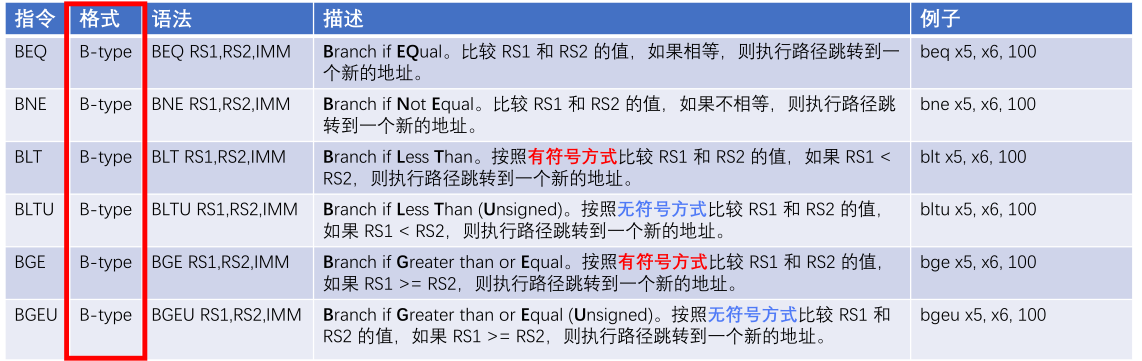 指令 格式 语法 描述 例子
BEQ B-type BEQ RS1,RS2,IMM Branch if EQual。比较 RS1 和 RS2 的值，如果相等，则执行路径跳转到一 beq x5, x6, 100
个新的地址。
BNE B-type BNE RS1,RS2,IMM Branch if Not Equal。比较 RS1 和 RS2 的值，如果不相等，则执行路径跳 bne x5, x6, 100
转到一个新的地址。
BLT B-type BLT RS1,RS2,IMM Branch if Less Than。按照有符号方式比较 RS1 和 RS2 的值，如果 RS1 < blt x5, x6, 100
RS2，则执行路径跳转到一个新的地址。
BLTU B-type BLTU RS1,RS2,IMM Branch if Less Than (Unsigned)。按照无符号方式比较 RS1 和 RS2 的值， bltu x5, x6, 100
如果 RS1 < RS2，则执行路径跳转到一个新的地址。
BGE B-type BGE RS1,RS2,IMM Branch if Greater than or Equal。按照有符号方式比较 RS1 和 RS2 的值， bge x5, x6, 100
如果 RS1 >= RS2，则执行路径跳转到一个新的地址。
BGEU B-type BGEU RS1,RS2,IMM Branch if Greater than or Equal (Unsigned)。按照无符号方式比较 RS1 和 bgeu x5, x6, 100
RS2 的值，如果 RS1 >= RS2，则执行路径跳转到一个新的地址。